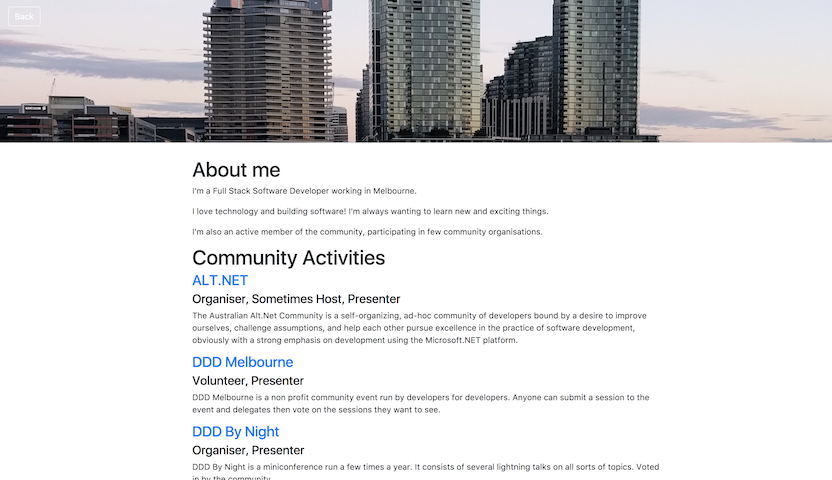 Back
About me
I'm a Full Stack Software Developer working in Melbourne.
I love technology and building software! I'm always wanting to learn new and exciting things.
I'm also an active member of the community, participating in few community organisations.
Community Activities
ALT.NET
Organiser, Sometimes Host, Presenter
The Australian Alt.Net Community is a self-organizing, ad-hoc community of developers bound by a desire to improve
ourselves, challenge assumptions, and help each other pursue excellence in the practice of software development,
obviously with a strong emphasis on development using the Microsoft.NET platform.
DDD Melbourne
Volunteer, Presenter
DDD Melbourne is a non profit community event run by developers for developers. Anyone can submit a session to the
event and delegates then vote on the sessions they want to see.
DDD By Night
Organiser, Presenter
DDD By Night is a miniconference run a few times a year. It consists of several lightning talks on all sorts of topics. Voted
in by the community